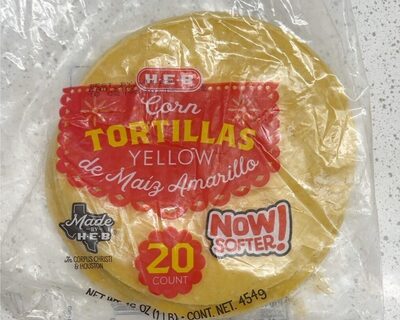 H-E-B
Corn
TORTILLAS
YELLOW
de Maíz Amarillo
Made
BY
H-E-B
In CORPUS CHRISTI
& HOUSTON
NOW
SOFTER!
20
COUNT
NET WT. 16 OZ (1 LB) - CONT. NET. 454g